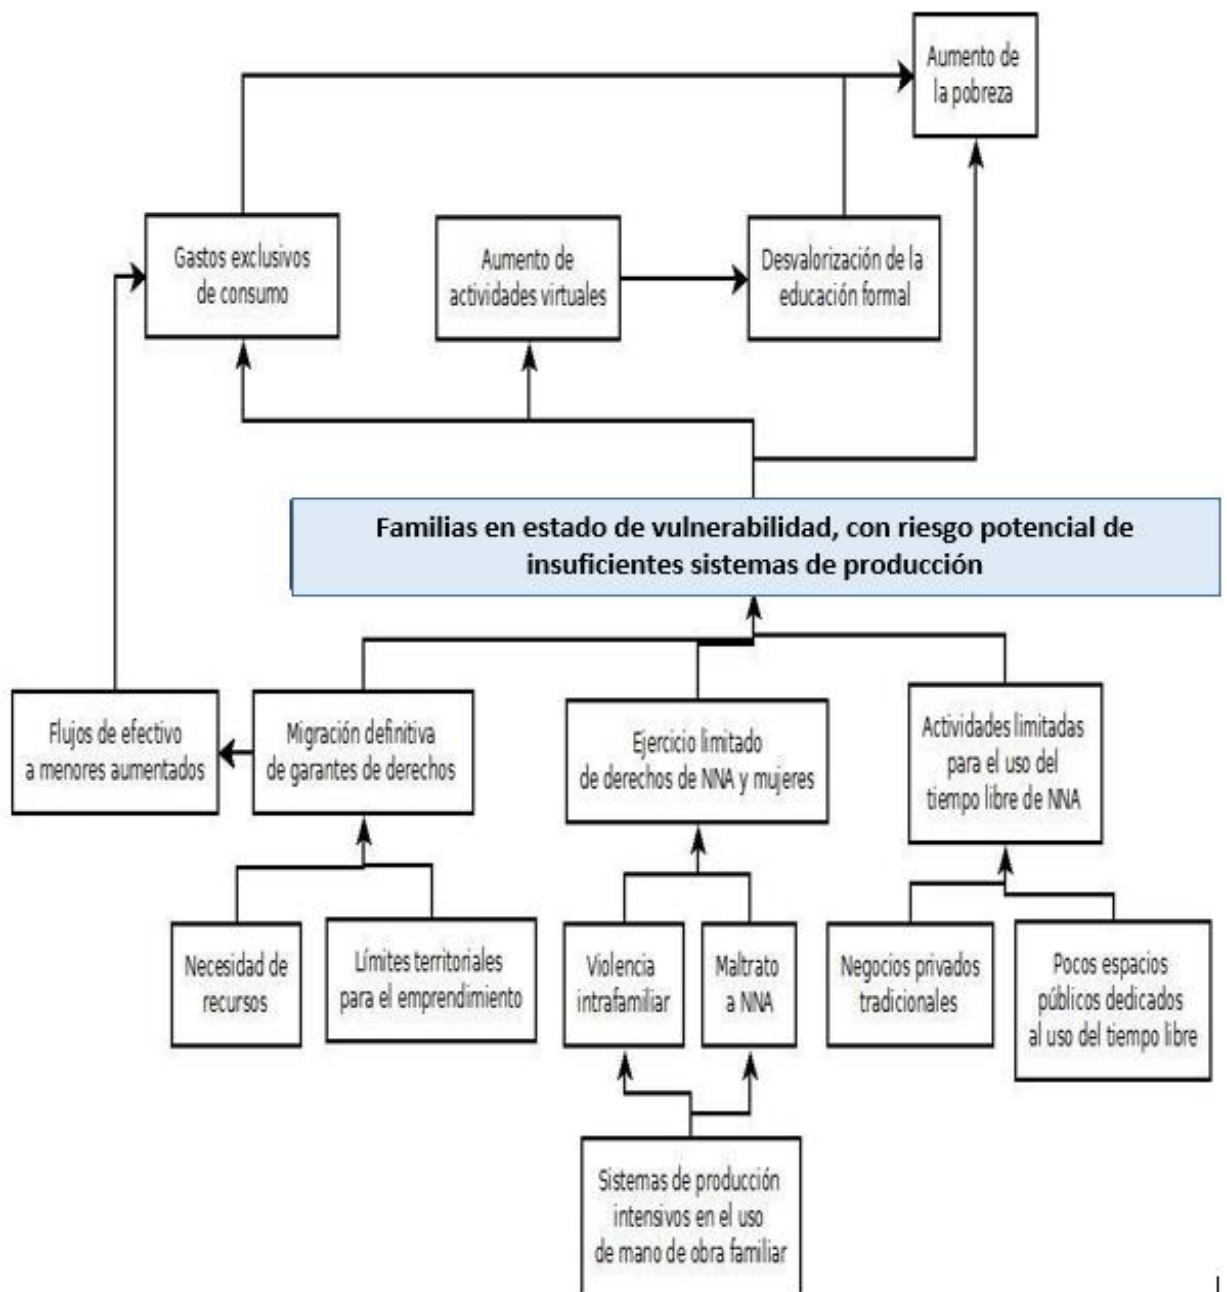 Aumento de
la pobreza
Gastos exclusivos
de consumo
Aumento de
actividades virtuales
Desvalorización de la
educación formal
Familias en estado de vulnerabilidad, con riesgo potencial de
insuficientes sistemas de producción
Flujos de efectivo
a menores aumentados
Migración definitiva
de garantes de derechos
Ejercicio limitado
de derechos de NNA y mujeres
Actividades limitadas
para el uso del
tiempo libre de NNA
Necesidad de
recursos
Límites territoriales
para el emprendimiento
Violencia
intrafamiliar
Maltrato
a NNA
Negocios privados
tradicionales
Pocos espacios
públicos dedicados
al uso del tiempo libre
Sistemas de producción
intensivos en el uso
de mano de obra familiar